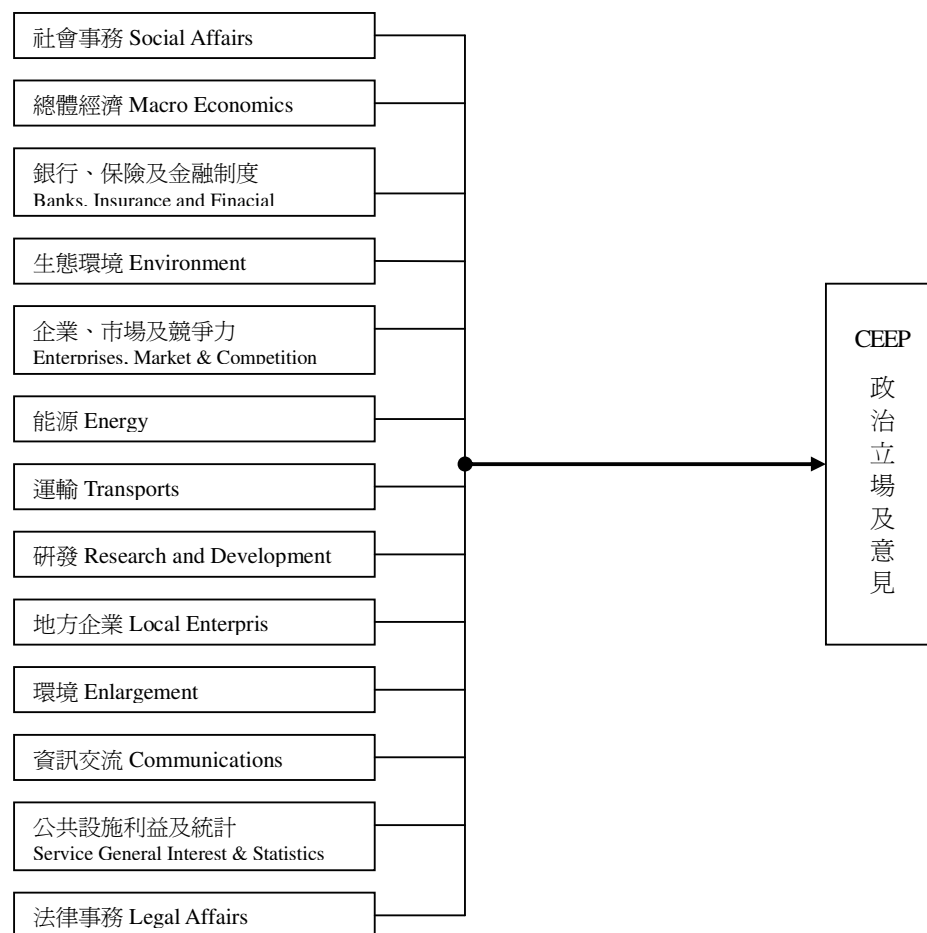 社會事務 Social Affairs
總體經濟 Macro Economics
銀行、保險及金融制度
Banks, Insurance and Finacial
生態環境 Environment
企業、市場及競爭力
Enterprises, Market & Competition
能源 Energy
運輸 Transports
研發 Research and Development
地方企業 Local Enterpris
環境 Enlargement
資訊交流 Communications
公共設施利益及統計
Service General Interest & Statistics
法律事務 Legal Affairs
CEEP
政治立場及意見